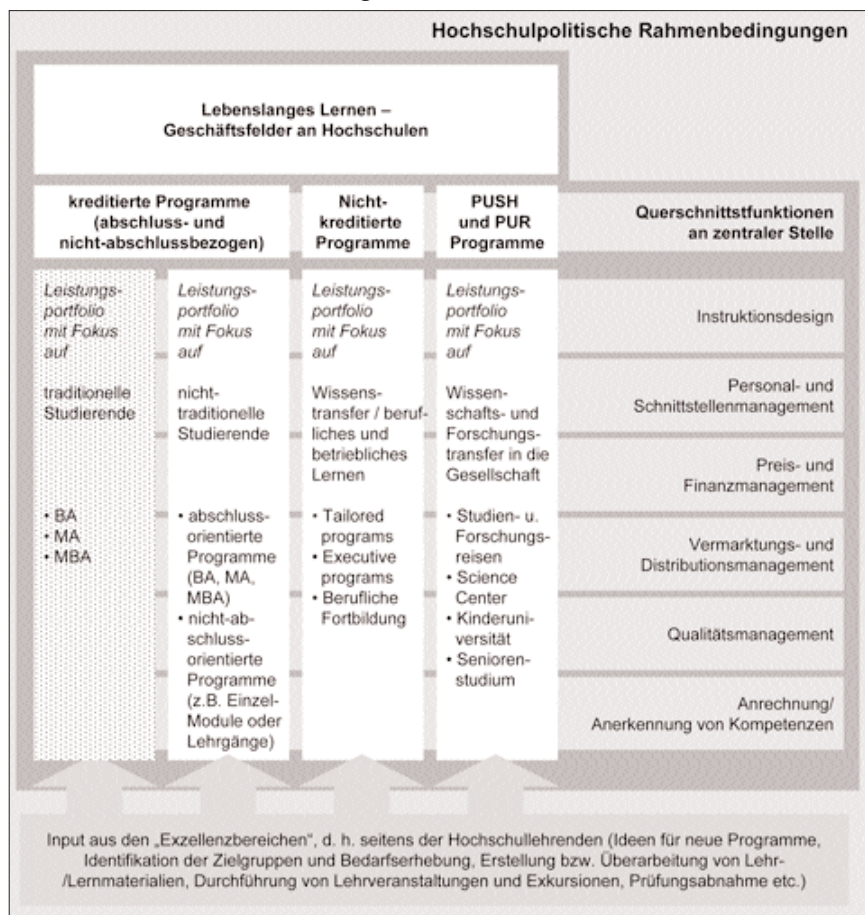 Hochschulpolitische Rahmenbedingungen
Lebenslanges Lernen –
Geschäftsfelder an Hochschulen
kreditierte Programme
(abschluss- und
nicht-abschlussbezogen)
Nicht-
kreditierte
Programme
PUSH
und PUR
Programme
Querschnittstfunktionen
an zentraler Stelle
Leistungs-
portfolio
mit Fokus
auf
traditionelle
Studierende
• BA
• MA
• MBA
Leistungs-
portfolio
mit Fokus
auf
nicht-
traditionelle
Studierende
• abschluss-
orientierte
Programme
(BA, MA,
MBA)
• nicht-ab-
schluss-
orientierte
Programme
(z.B. Einzel-
Module oder
Lehrgänge)
Leistungs-
portfolio
mit Fokus
auf
Wissens-
transfer / beruf-
liches und
betriebliches
Lernen
• Tailored
programs
• Executive
programs
• Berufliche
Fortbildung
Leistungs-
portfolio
mit Fokus
auf
Wissen-
schafts- und
Forschungs-
transfer in die
Gesellschaft
• Studien- u.
Forschungs-
reisen
• Science
Center
• Kinderuni-
versität
• Senioren-
studium
Instruktionsdesign
Personal- und
Schnittstellenmanagement
Preis- und
Finanzmanagement
Vermarktungs- und
Distributionsmanagement
Qualitätsmanagement
Anrechnung/
Anerkennung von Kompetenzen
Input aus den „Exzellenzbereichen“, d. h. seitens der Hochschullehrenden (Ideen für neue Programme,
Identifikation der Zielgruppen und Bedarfserhebung, Erstellung bzw. Überarbeitung von Lehr-
/Lernmaterialien, Durchführung von Lehrveranstaltungen und Exkursionen, Prüfungsabnahme etc.)